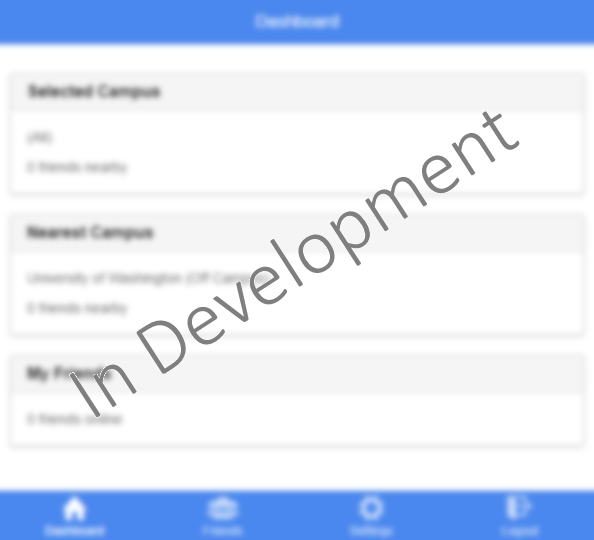 Dashboard
Selected Campus
(All)
0 friends nearby
Nearest Campus
University of Washington (Off Campus)
0 friends nearby
My Friends
0 friends online
In Development
Dashboard
Friends
Settings
Logout